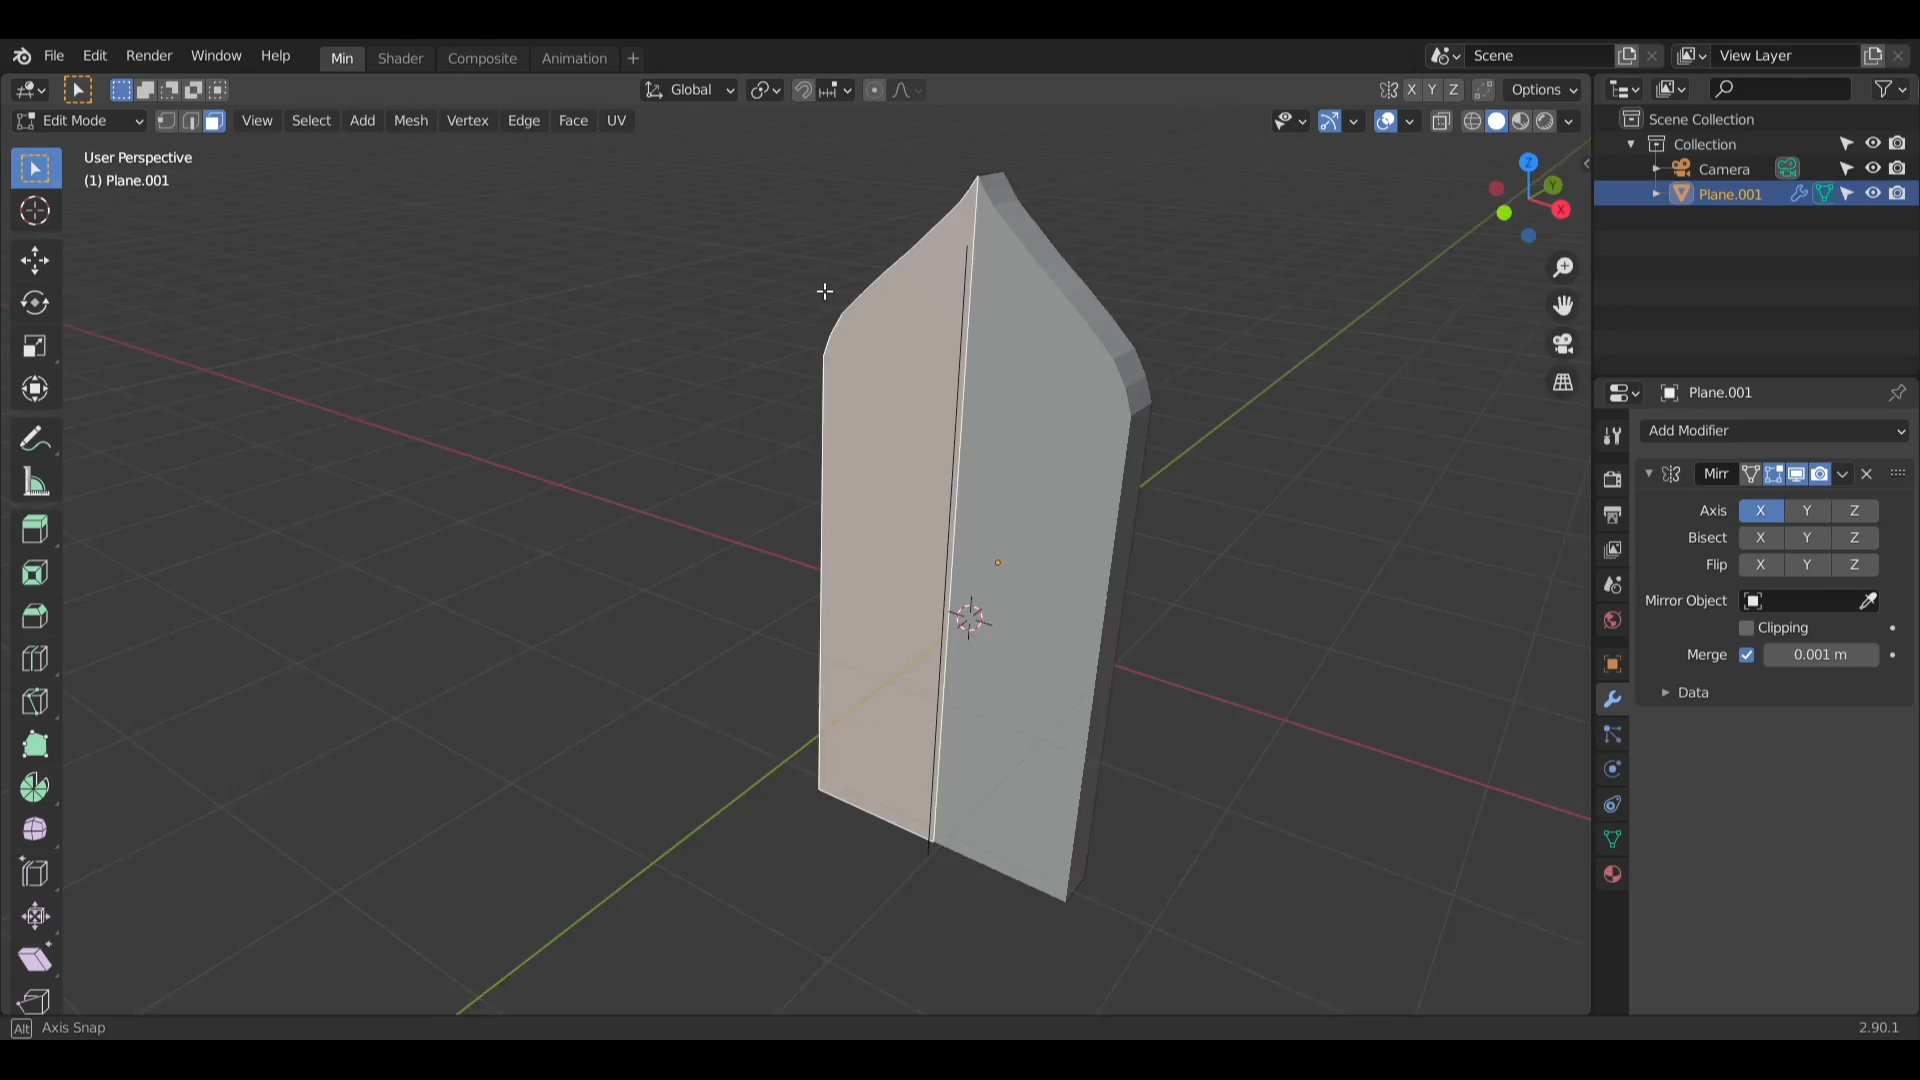 File Edit Render Window Help Min Shader Composite Animation Scene View Layer
Global X Y Z Options
Edit Mode View Select Add Mesh Vertex Edge Face UV
Scene Collection
Collection
Camera
Plane.001
User Perspective
(1) Plane.001
Z
Y
X
Plane.001
Add Modifier
Mirr
Axis X Y Z
Bisect X Y Z
Flip X Y Z
Mirror Object
Clipping
Merge 0.001 m
Data
Alt Axis Snap
2.90.1